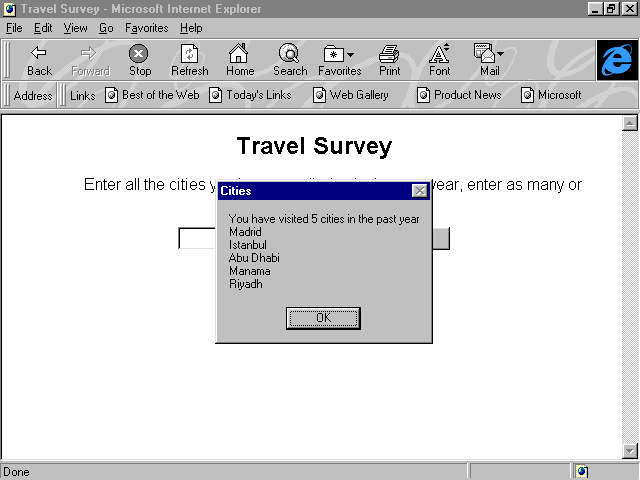 Travel Survey - Microsoft Internet Explorer
File Edit View Go Favorites Help
Back Forward Stop Refresh Home Search Favorites Print Font Mail
Address Links Best of the Web Today's Links Web Gallery Product News Microsoft
Travel Survey
Enter all the cities year, enter as many or
Cities
You have visited 5 cities in the past year
Madrid
Istanbul
Abu Dhabi
Manama
Riyadh
OK
Done